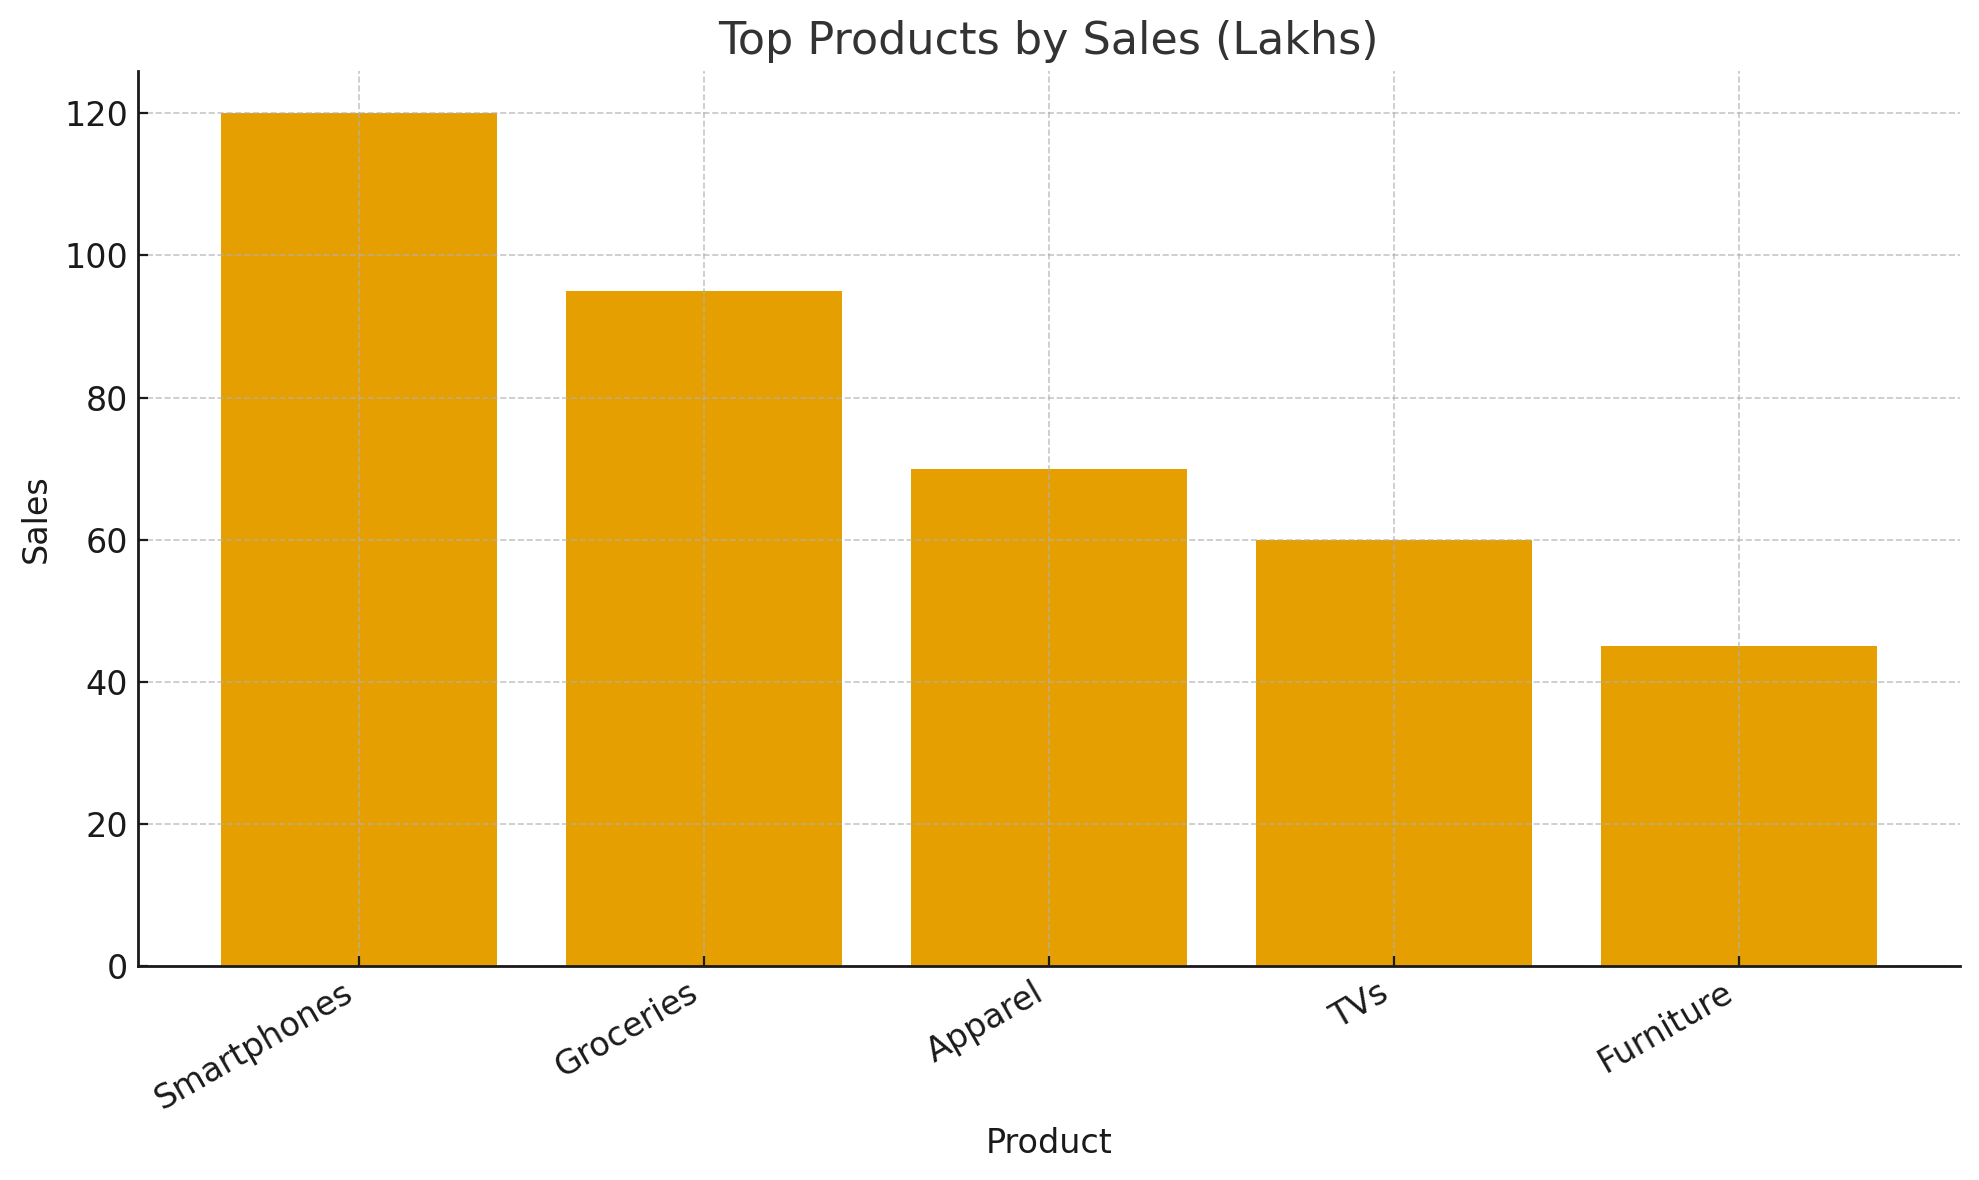 Top Products by Sales (Lakhs)
120
100
80
60
40
20
0
Sales
Smartphones
Groceries
Apparel
TVs
Furniture
Product